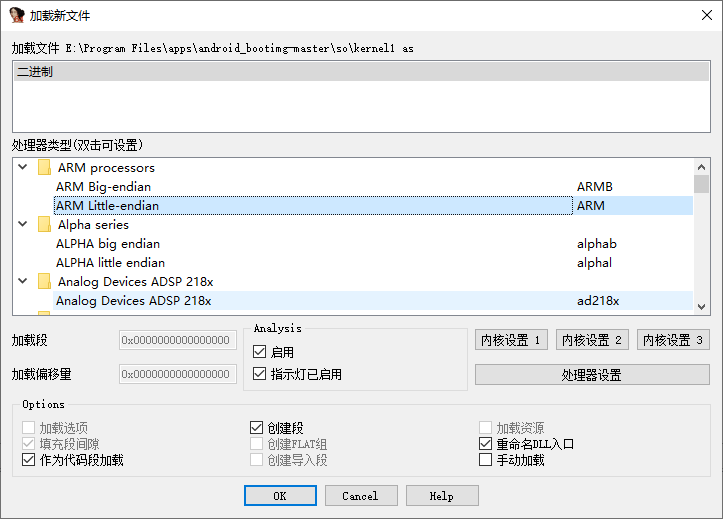 加载新文件
加载文件 E:\Program Files\apps\android_bootimg-master\so\kernel1 as
二进制
处理器类型(双击可设置)
ARM processors
ARM Big-endian ARMB
ARM Little-endian ARM
Alpha series
ALPHA big endian alphab
ALPHA little endian alphal
Analog Devices ADSP 218x
Analog Devices ADSP 218x ad218x
加载段 0x0000000000000000
加载偏移量 0x0000000000000000
Analysis
启用
指示灯已启用
内核设置 1 内核设置 2 内核设置 3
处理器设置
Options
加载选项 创建段 加载资源
填充段间隙 创建FLAT组 重命名DLL入口
作为代码段加载 创建导入段 手动加载
OK Cancel Help